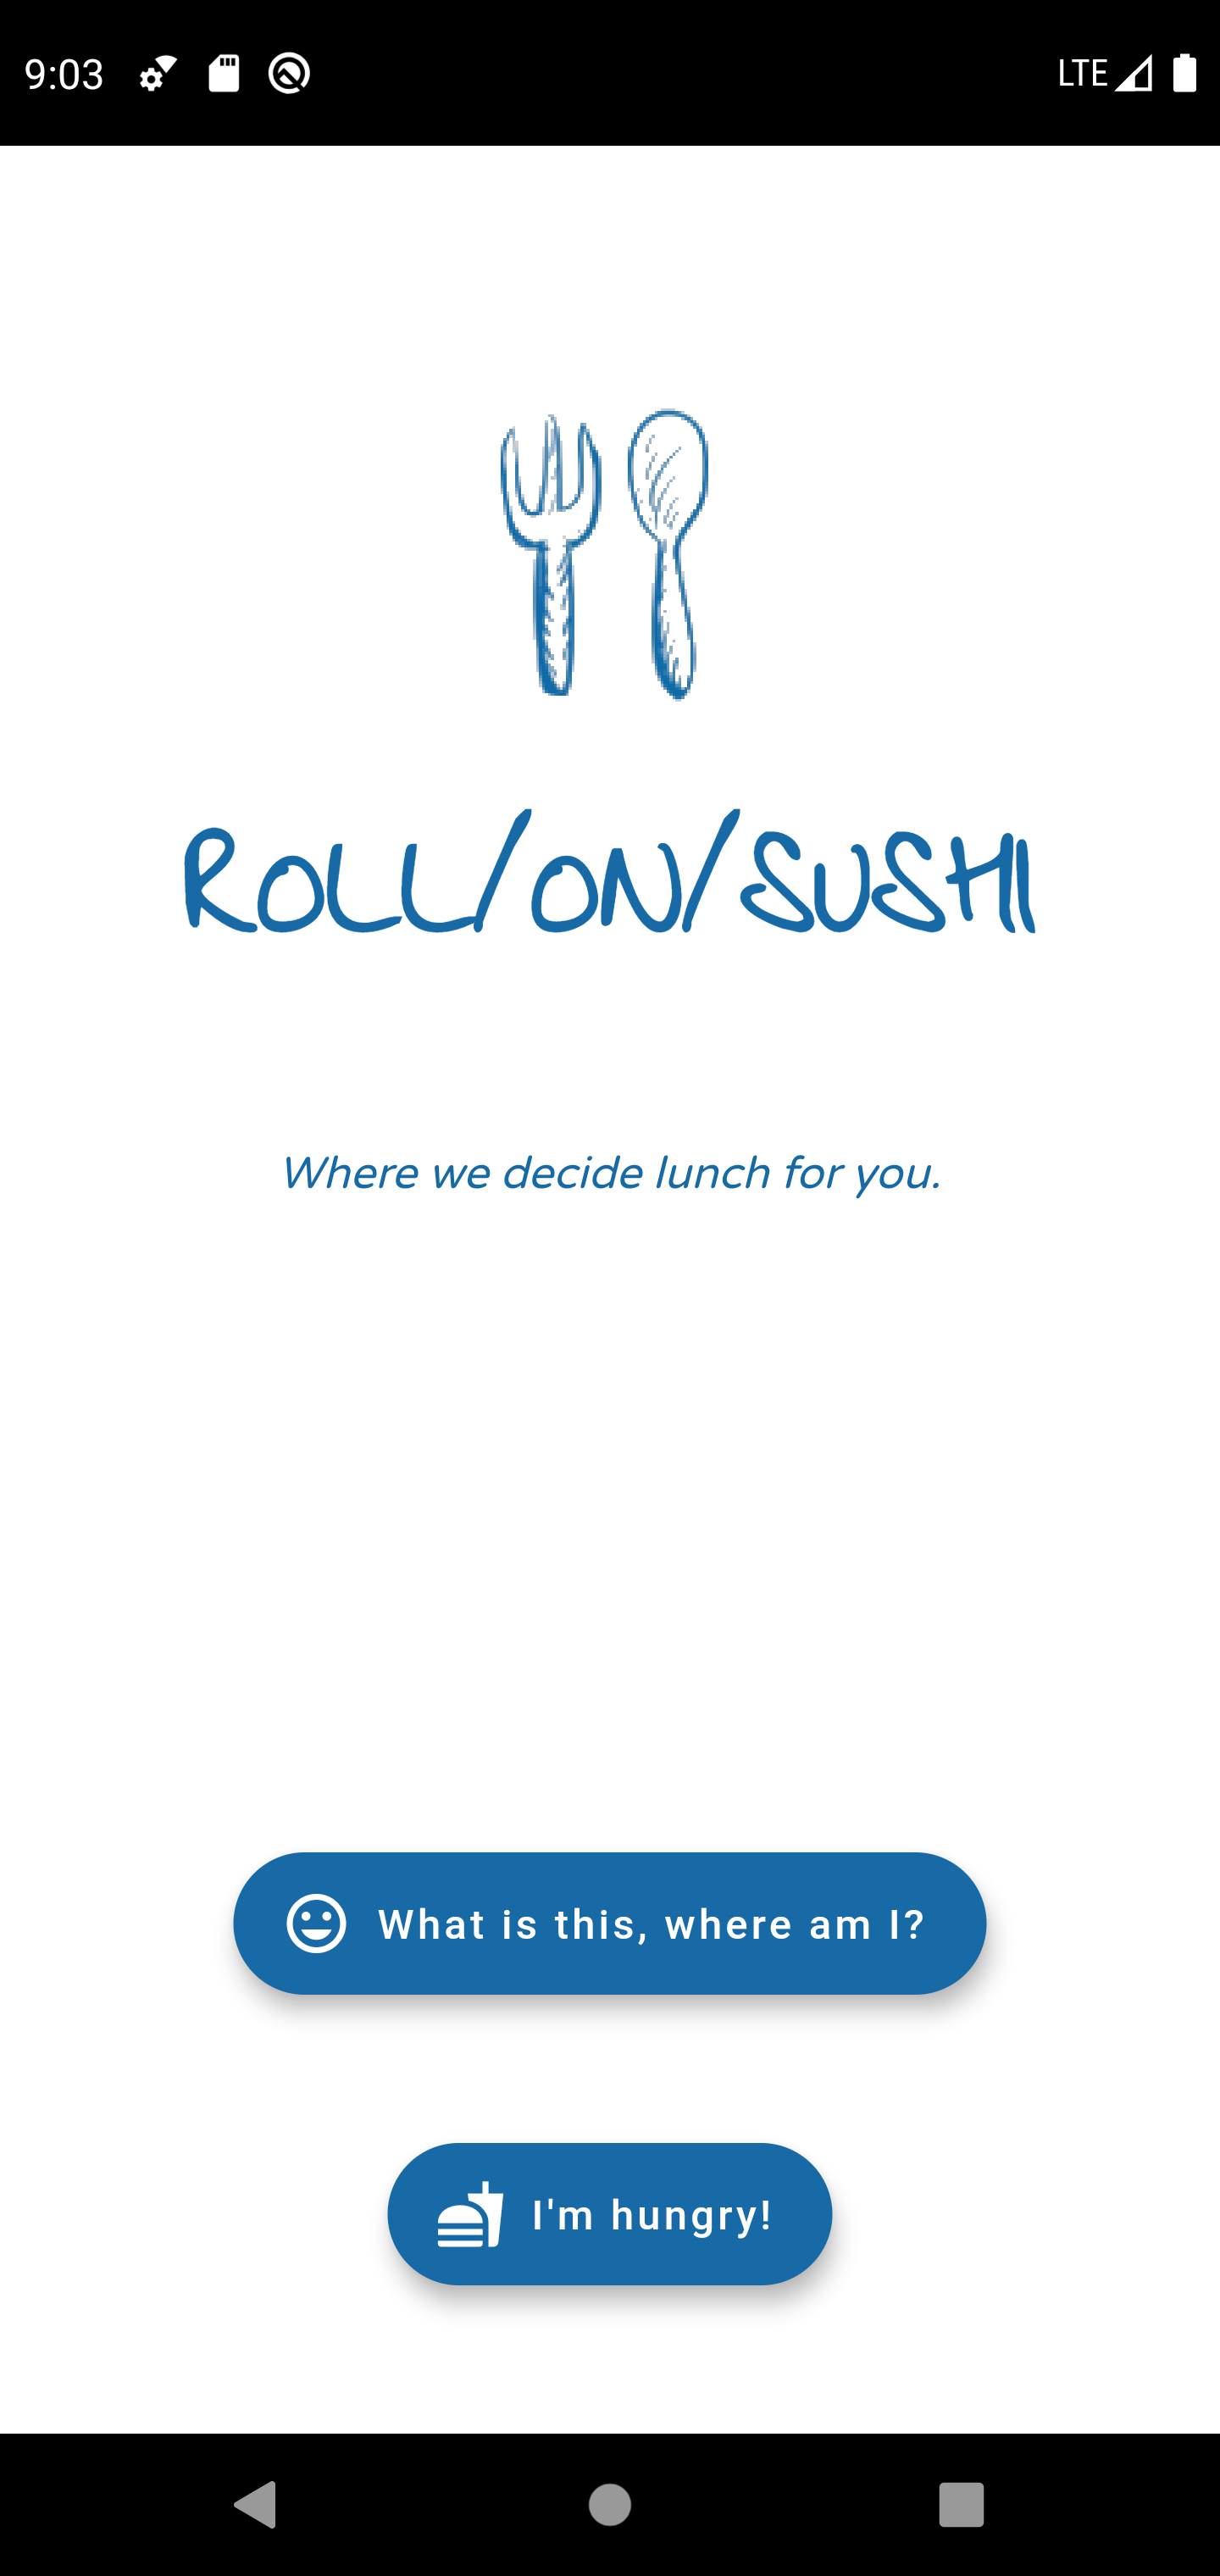 9:03 LTE
ROLL/ON/SUSHI
Where we decide lunch for you.
What is this, where am I?
I'm hungry!